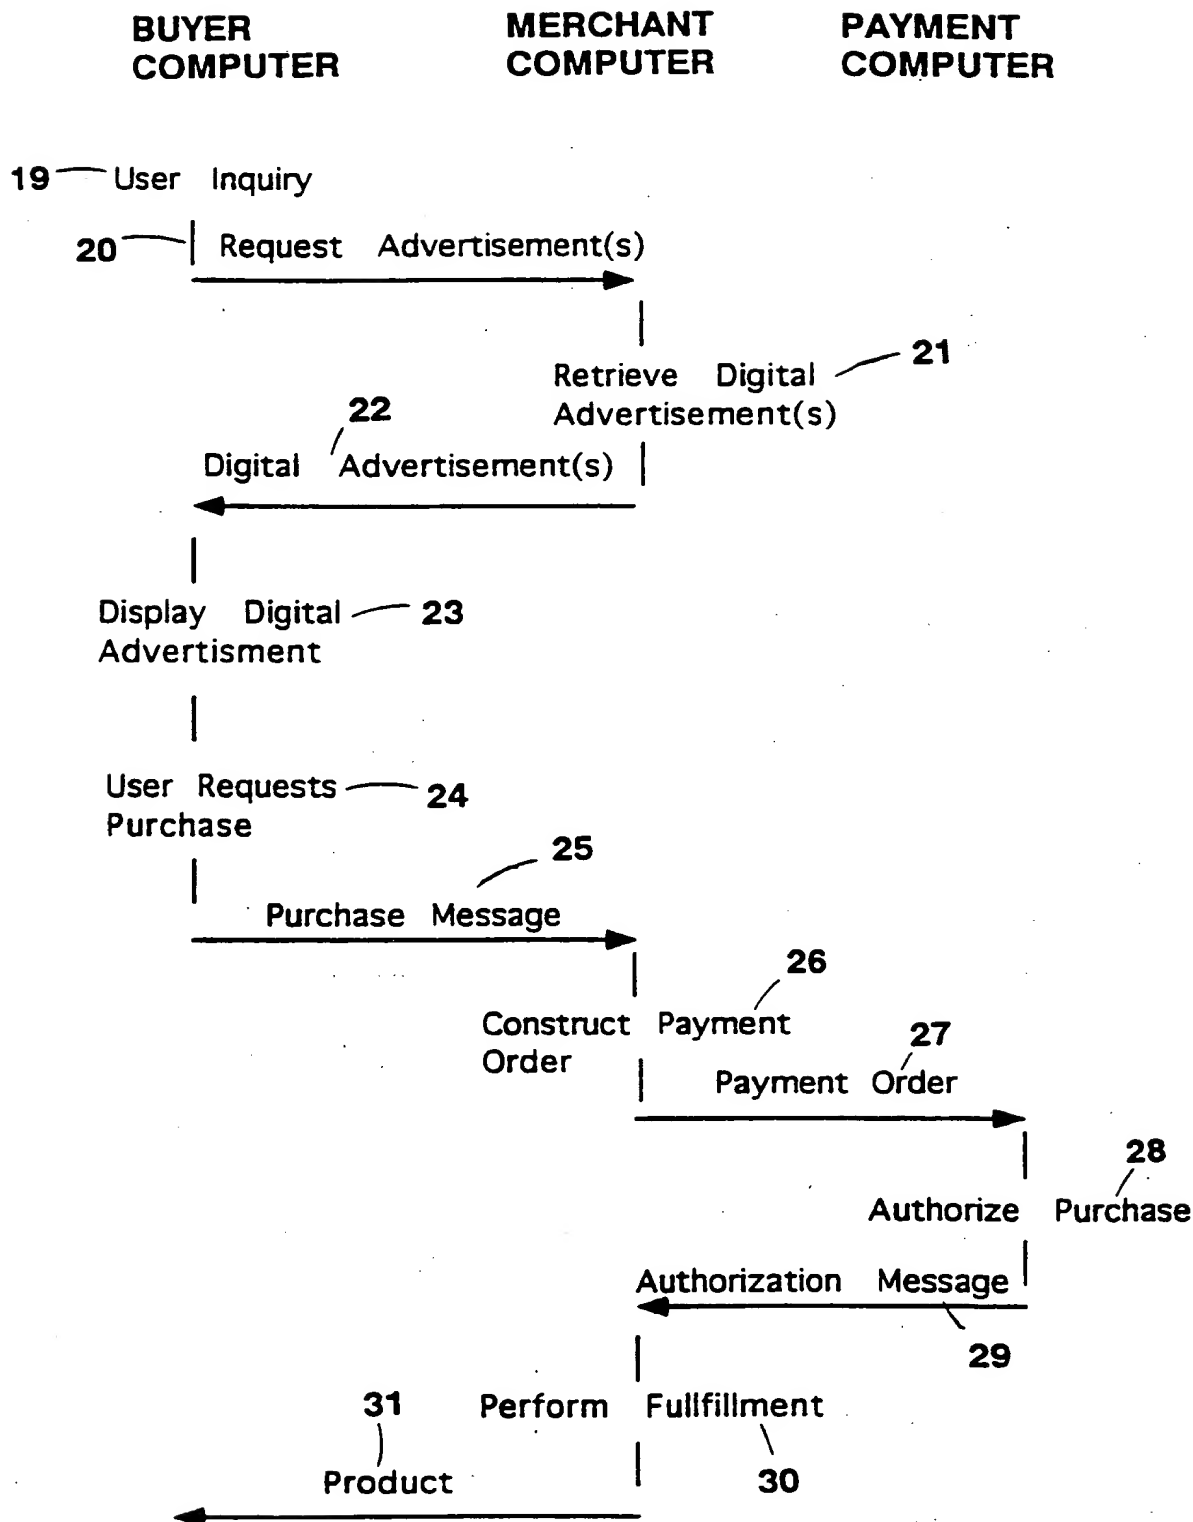 BUYER
COMPUTER
MERCHANT
COMPUTER
PAYMENT
COMPUTER
19 User Inquiry
20 Request Advertisement(s)
21
Retrieve Digital
Advertisement(s)
22
Digital Advertisement(s)
Display Digital 23
Advertisment
User Requests 24
Purchase
25
Purchase Message
26
Construct Payment
Order
27
Payment Order
28
Authorize Purchase
Authorization Message
29
31
Perform Fullfillment
Product
30